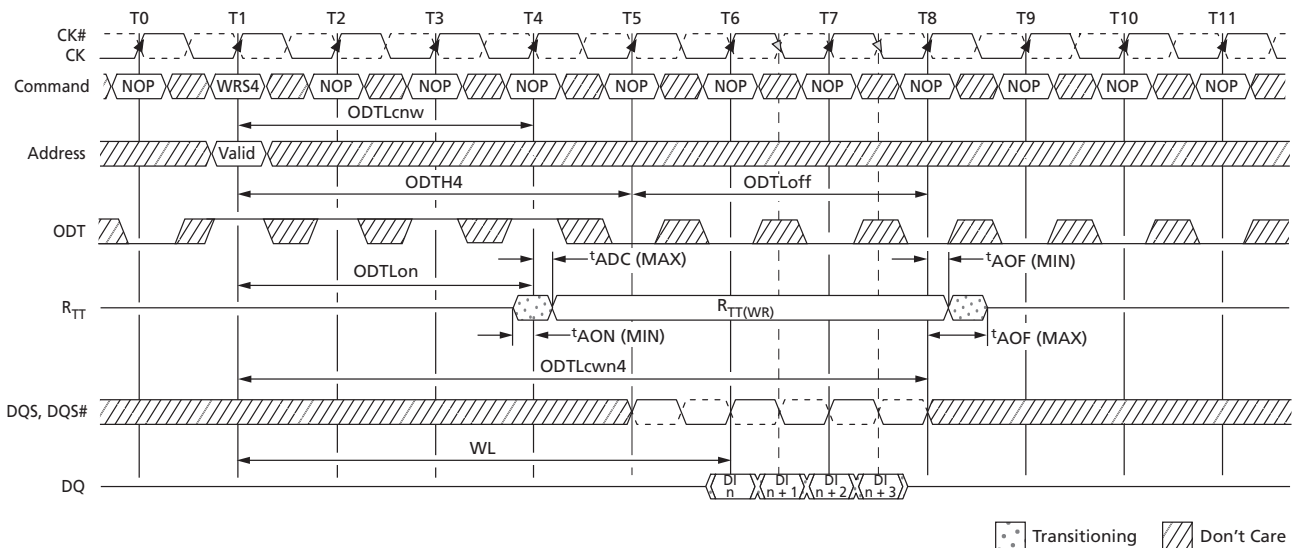 T0 T1 T2 T3 T4 T5 T6 T7 T8 T9 T10 T11
CK#
CK
Command NOP WRS4 NOP NOP NOP NOP NOP NOP NOP NOP NOP NOP
ODTLcnw
Address Valid
ODTH4 ODTLoff
ODT
tADC (MAX) tAOF (MIN)
ODTLon
RTT RTT(WR)
tAON (MIN) tAOF (MAX)
ODTLcwn4
DQS, DQS#
WL
DQ DI n DI n + 1 DI n + 2 DI n + 3
Transitioning Don't Care